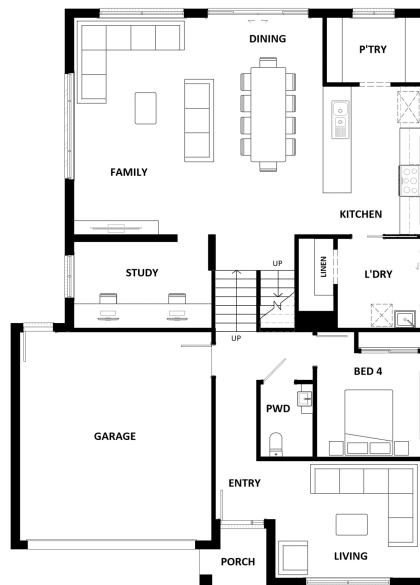 DINING
P'TRY
FAMILY
KITCHEN
STUDY
UP
LINEN
L'DRY
UP
BED 4
PWD
GARAGE
ENTRY
LIVING
PORCH